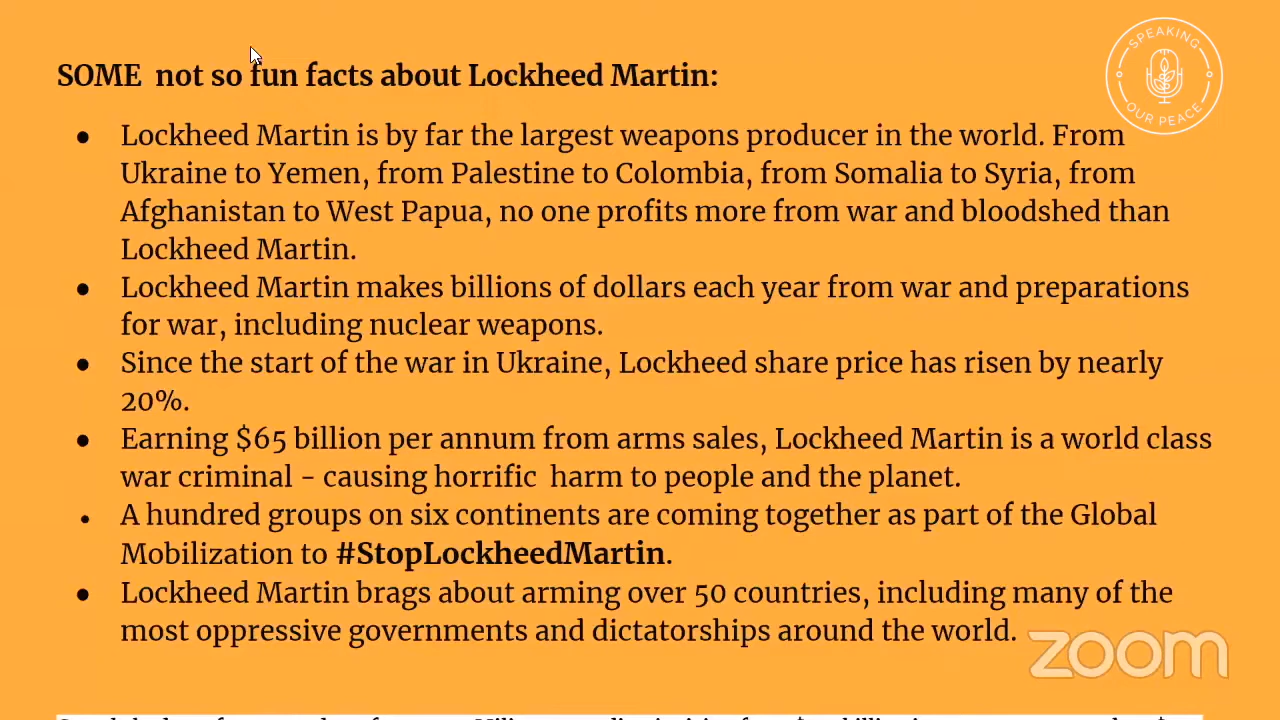 SPEAKING
OUR PEACE
SOME  not so fun facts about Lockheed Martin:
● Lockheed Martin is by far the largest weapons producer in the world. From
Ukraine to Yemen, from Palestine to Colombia, from Somalia to Syria, from
Afghanistan to West Papua, no one profits more from war and bloodshed than
Lockheed Martin.
● Lockheed Martin makes billions of dollars each year from war and preparations
for war, including nuclear weapons.
● Since the start of the war in Ukraine, Lockheed share price has risen by nearly
20%.
● Earning $65 billion per annum from arms sales, Lockheed Martin is a world class
war criminal - causing horrific  harm to people and the planet.
● A hundred groups on six continents are coming together as part of the Global
Mobilization to #StopLockheedMartin.
● Lockheed Martin brags about arming over 50 countries, including many of the
most oppressive governments and dictatorships around the world.
zoom